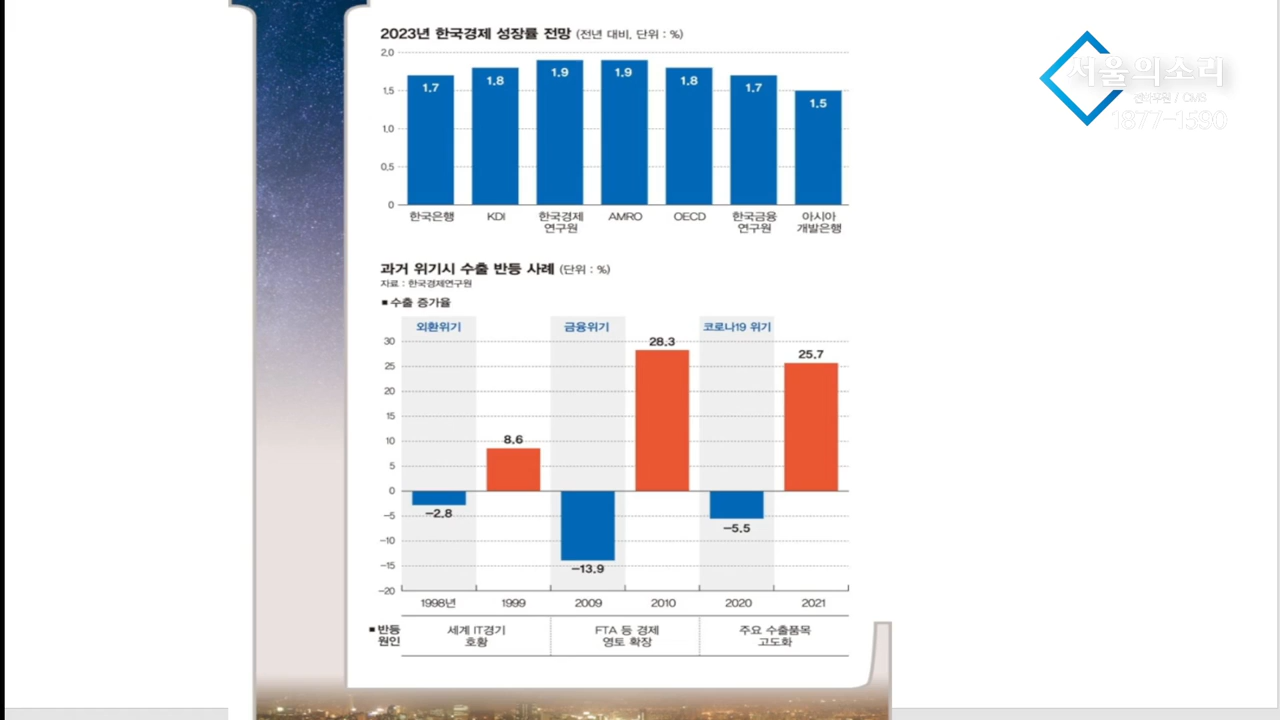 2023년 한국경제 성장률 전망 (전년 대비, 단위 : %)
2.0
1.5
1.0
0.5
0
1.7
1.8
1.9
1.9
1.8
1.7
1.5
한국은행
KDI
한국경제
연구원
AMRO
OECD
한국금융
연구원
아시아
개발은행
과거 위기시 수출 반등 사례 (단위 : %)
자료 : 한국경제연구원
■ 수출 증가율
외환위기
금융위기
코로나19 위기
30
25
20
15
10
5
0
-5
-10
-15
-20
-2.8
8.6
-13.9
28.3
-5.5
25.7
1998년
1999
2009
2010
2020
2021
■ 반등
원인
세계 IT경기
호황
FTA 등 경제
영토 확장
주요 수출품목
고도화
서울의소리
/ CMS
1877-1580